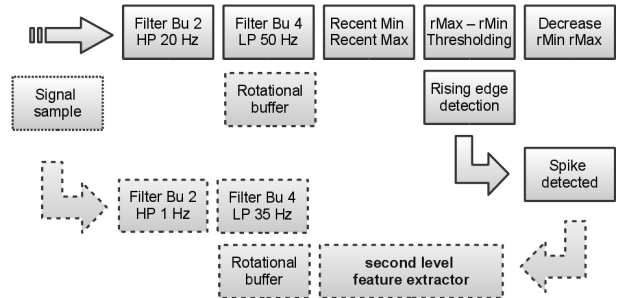 Filter Bu 2
HP 20 Hz
Filter Bu 4
LP 50 Hz
Recent Min
Recent Max
rMax – rMin
Thresholding
Decrease
rMin rMax
Signal
sample
Rotational
buffer
Rising edge
detection
Spike
detected
Filter Bu 2
HP 1 Hz
Filter Bu 4
LP 35 Hz
Rotational
buffer
second level
feature extractor